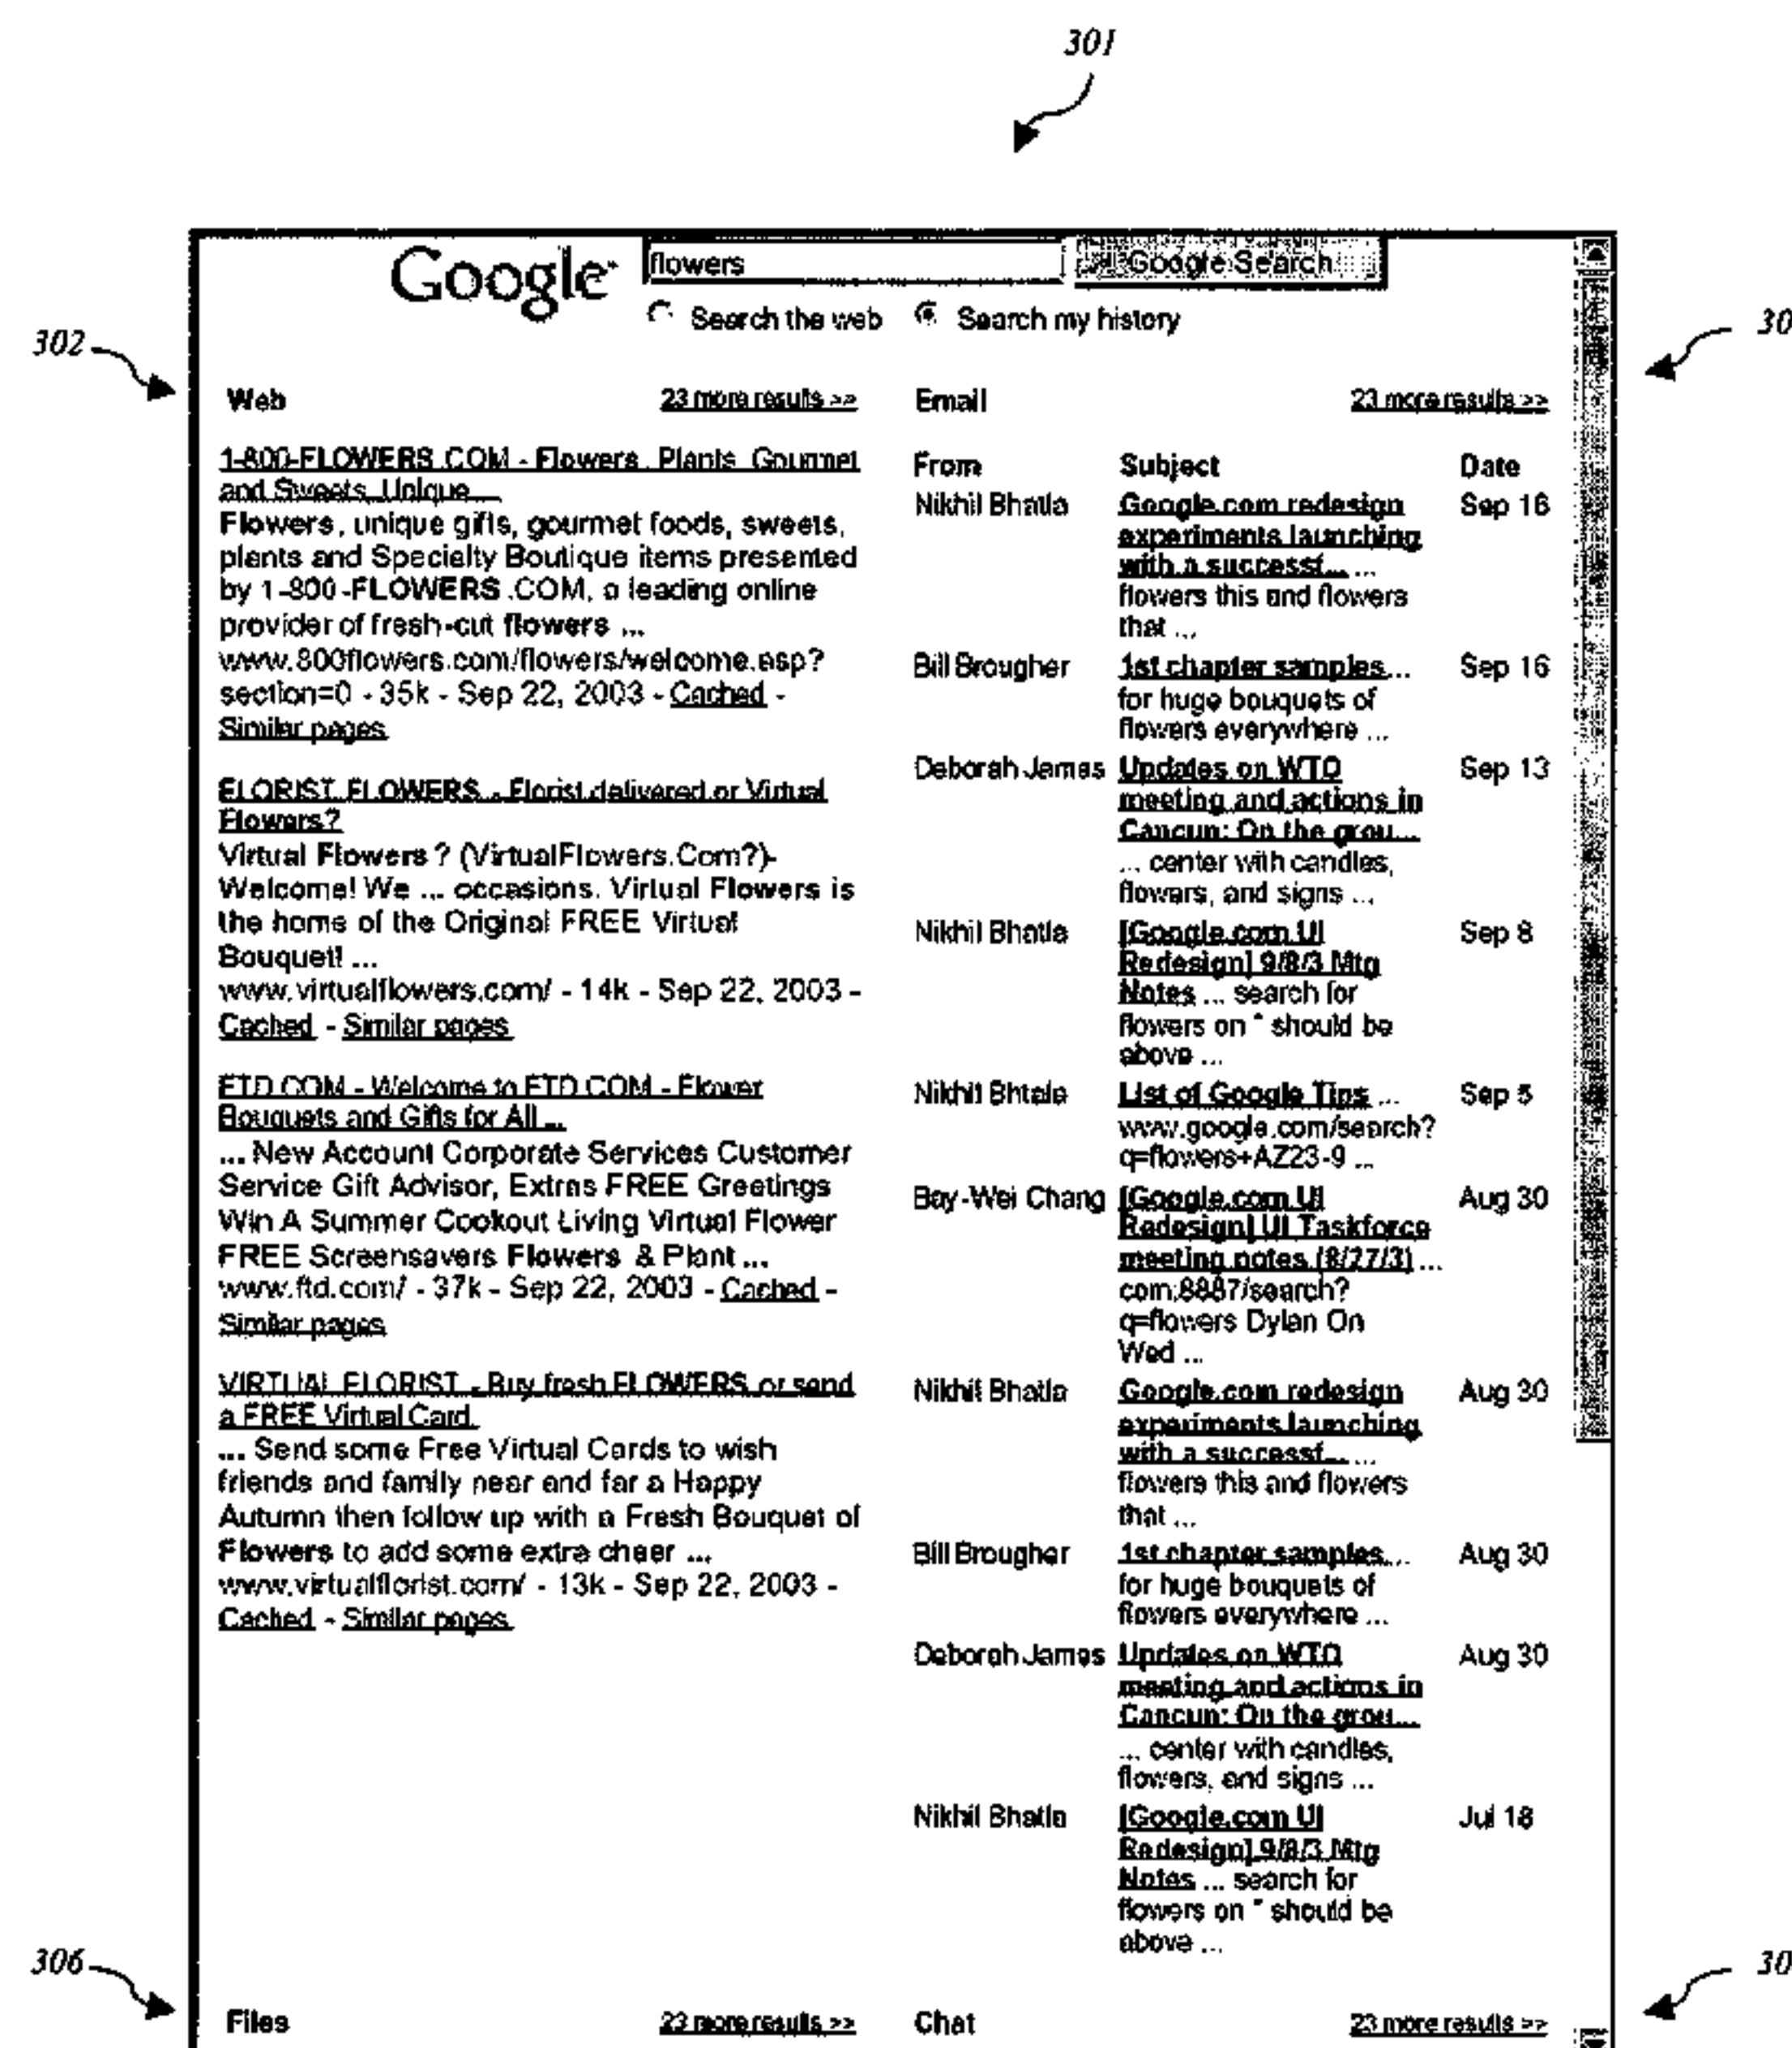 301
Google flowers Google Search
Search the web Search my history
302
30
Web 23 more results >>
1-800-FLOWERS.COM - Flowers, Plants, Gourmet
and Sweets, Unique ...
Flowers, unique gifts, gourmet foods, sweets,
plants and Specialty Boutique items presented
by 1-800-FLOWERS .COM, a leading online
provider of fresh-cut flowers ...
www.800flowers.com/flowers/welcome.asp?
section=0 - 35k - Sep 22, 2003 - Cached -
Similar pages
FLORIST FLOWERS - Florist delivered or Virtual
Flowers?
Virtual Flowers ? (VirtualFlowers.Com?)-
Welcome! We ... occasions. Virtual Flowers is
the home of the Original FREE Virtual
Bouquet! ...
www.virtualflowers.com/ - 14k - Sep 22, 2003 -
Cached - Similar pages
FTD.COM - Welcome to FTD.COM - Flower
Bouquets and Gifts for All ...
... New Account Corporate Services Customer
Service Gift Advisor, Extras FREE Greetings
Win A Summer Cookout Living Virtual Flower
FREE Screensavers Flowers & Plant ...
www.ftd.com/ - 37k - Sep 22, 2003 - Cached -
Similar pages
VIRTUAL FLORIST - Buy fresh FLOWERS or send
a FREE Virtual Card.
... Send some Free Virtual Cards to wish
friends and family near and far a Happy
Autumn then follow up with a Fresh Bouquet of
Flowers to add some extra cheer ...
www.virtualflorist.com/ - 13k - Sep 22, 2003 -
Cached - Similar pages
Email 23 more results >>
From Subject Date
Nikhil Bhatla Google.com redesign Sep 16
experiments launching
with a successf... ...
flowers this and flowers
that ...
Bill Brougher 1st chapter samples... Sep 16
for huge bouquets of
flowers everywhere ...
Deborah James Updates on WTO Sep 13
meeting and actions in
Cancun: On the grou...
... center with candles,
flowers, and signs ...
Nikhil Bhatla [Google.com UI Sep 8
Redesign] 9/8/3 Mtg
Notes ... search for
flowers on " should be
above ...
Nikhil Bhtala List of Google Tips ... Sep 5
www.google.com/search?
q=flowers+AZ23-9 ...
Bay-Wei Chang [Google.com UI Aug 30
Redesign] UI Taskforce
meeting notes (8/27/3) ...
com:8887/search?
q=flowers Dylan On
Wed ...
Nikhil Bhatla Google.com redesign Aug 30
experiments launching
with a successf... ...
flowers this and flowers
that ...
Bill Brougher 1st chapter samples... Aug 30
for huge bouquets of
flowers everywhere ...
Deborah James Updates on WTO Aug 30
meeting and actions in
Cancun: On the grou...
... center with candles,
flowers, and signs ...
Nikhil Bhatla [Google.com UI Jul 18
Redesign] 9/8/3 Mtg
Notes ... search for
flowers on " should be
above ...
306
30
Files 23 more results >>
Chat 23 more results >>